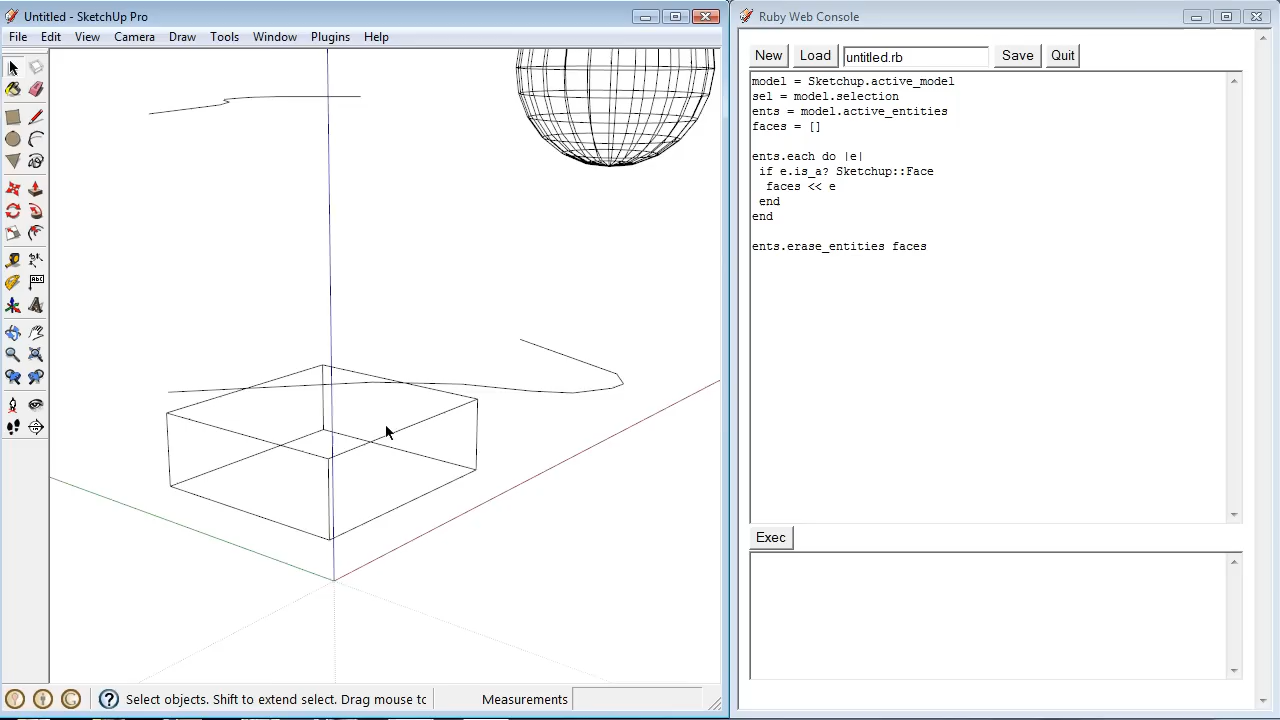 Untitled - SketchUp Pro
File Edit View Camera Draw Tools Window Plugins Help
Abc
Select objects. Shift to extend select. Drag mouse to
Measurements
Ruby Web Console
New Load untitled.rb Save Quit
model = Sketchup.active_model
sel = model.selection
ents = model.active_entities
faces = []
ents.each do |e|
if e.is_a? Sketchup::Face
faces << e
end
end
ents.erase_entities faces
Exec